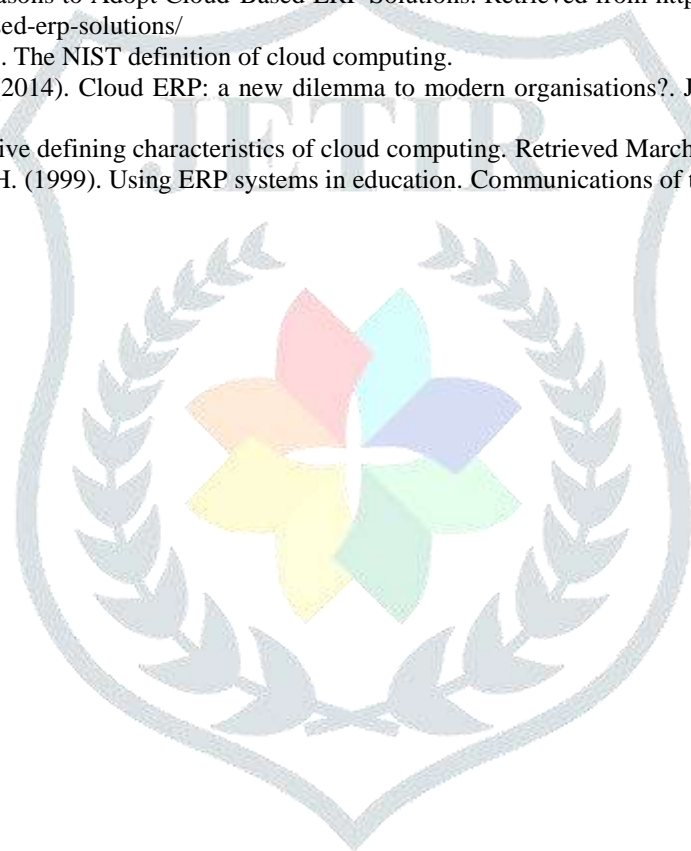 asons to Adopt Cloud-Based ERP Solutions. Retrieved from http
sed-erp-solutions/
. The NIST definition of cloud computing.
(2014). Cloud ERP: a new dilemma to modern organisations?. J
JETIR
ive defining characteristics of cloud computing. Retrieved March
H. (1999). Using ERP systems in education. Communications of t